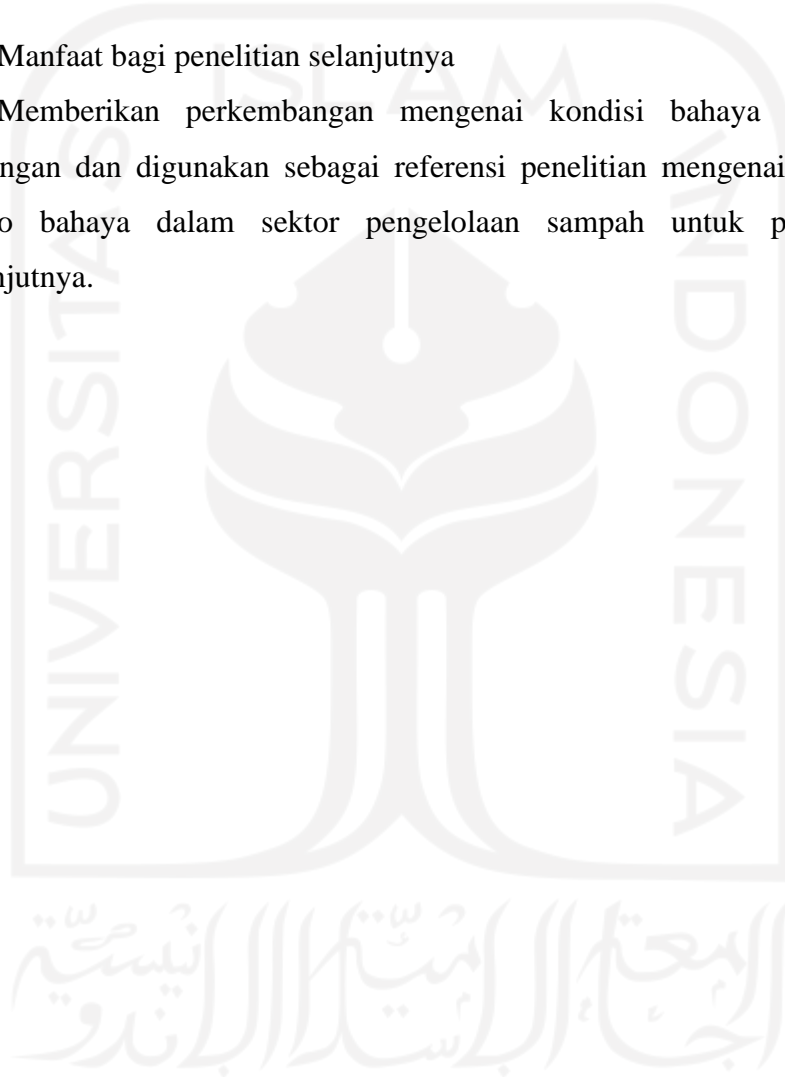 Manfaat bagi penelitian selanjutnya
Memberikan perkembangan mengenai kondisi bahaya
ngan dan digunakan sebagai referensi penelitian mengenai
o bahaya dalam sektor pengelolaan sampah untuk p
njutnya.
ISLAM
UNIVERSITAS
INDONESIA